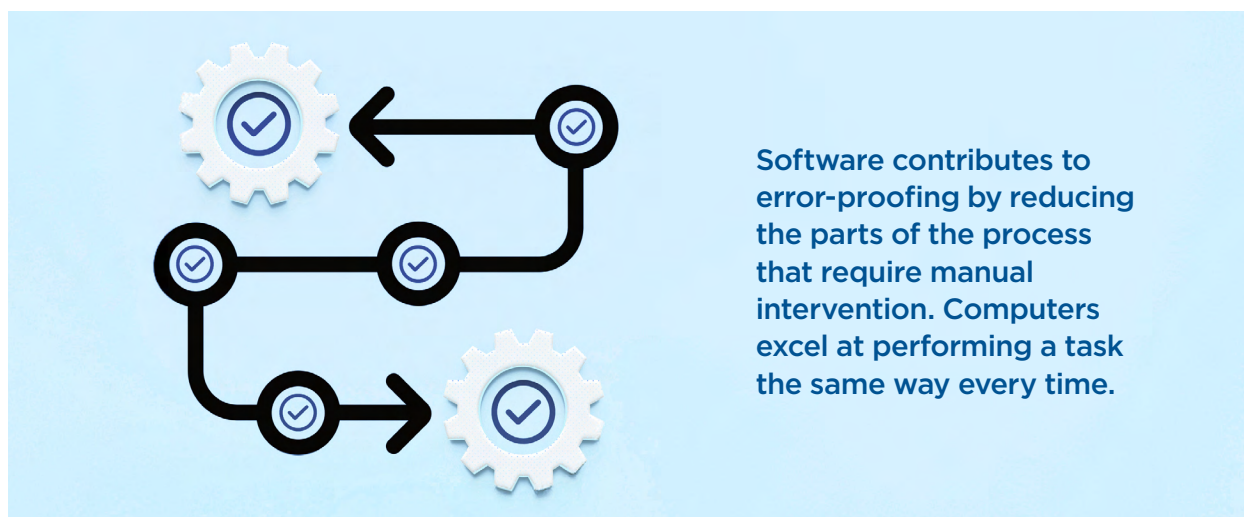 Software contributes to
error-proofing by reducing
the parts of the process
that require manual
intervention. Computers
excel at performing a task
the same way every time.